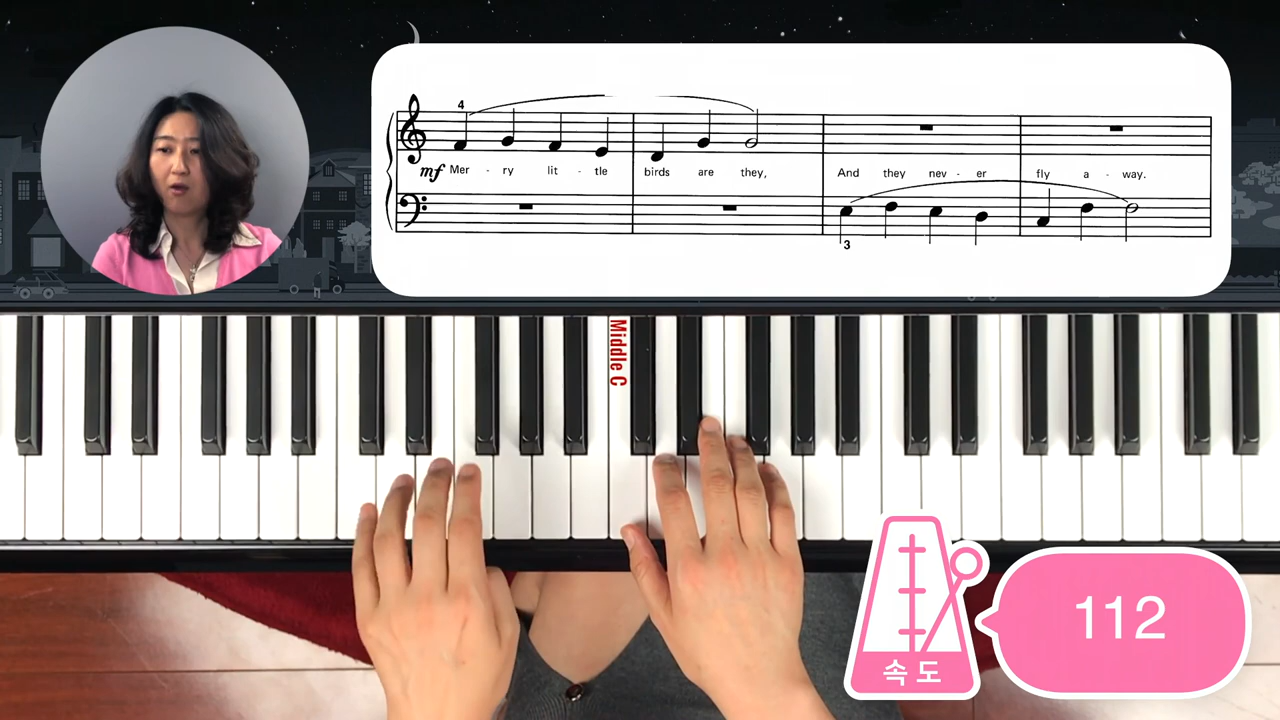 4
mf Mer - ry lit - tle birds are they, And they nev - er fly a - way.
3
Middle C
속 도
112